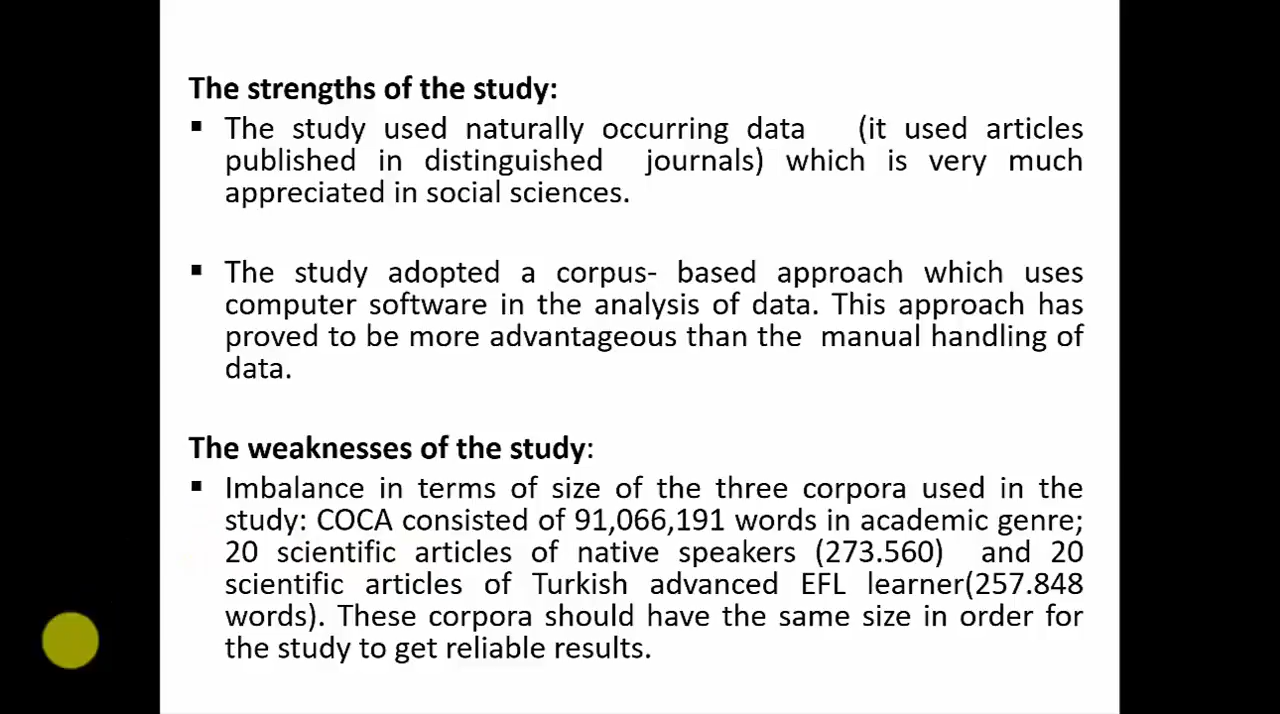 The strengths of the study:
▪ The study used naturally occurring data (it used articles
published in distinguished journals) which is very much
appreciated in social sciences.
▪ The study adopted a corpus- based approach which uses
computer software in the analysis of data. This approach has
proved to be more advantageous than the manual handling of
data.
The weaknesses of the study:
▪ Imbalance in terms of size of the three corpora used in the
study: COCA consisted of 91,066,191 words in academic genre;
20 scientific articles of native speakers (273.560) and 20
scientific articles of Turkish advanced EFL learner(257.848
words). These corpora should have the same size in order for
the study to get reliable results.